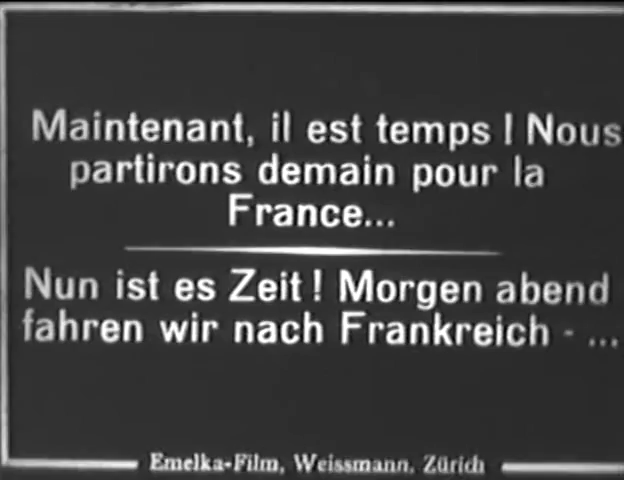 Maintenant, il est temps ! Nous
partirons demain pour la
France...
Nun ist es Zeit! Morgen abend
fahren wir nach Frankreich - ...
Emelka-Film, Weissmann, Zürich